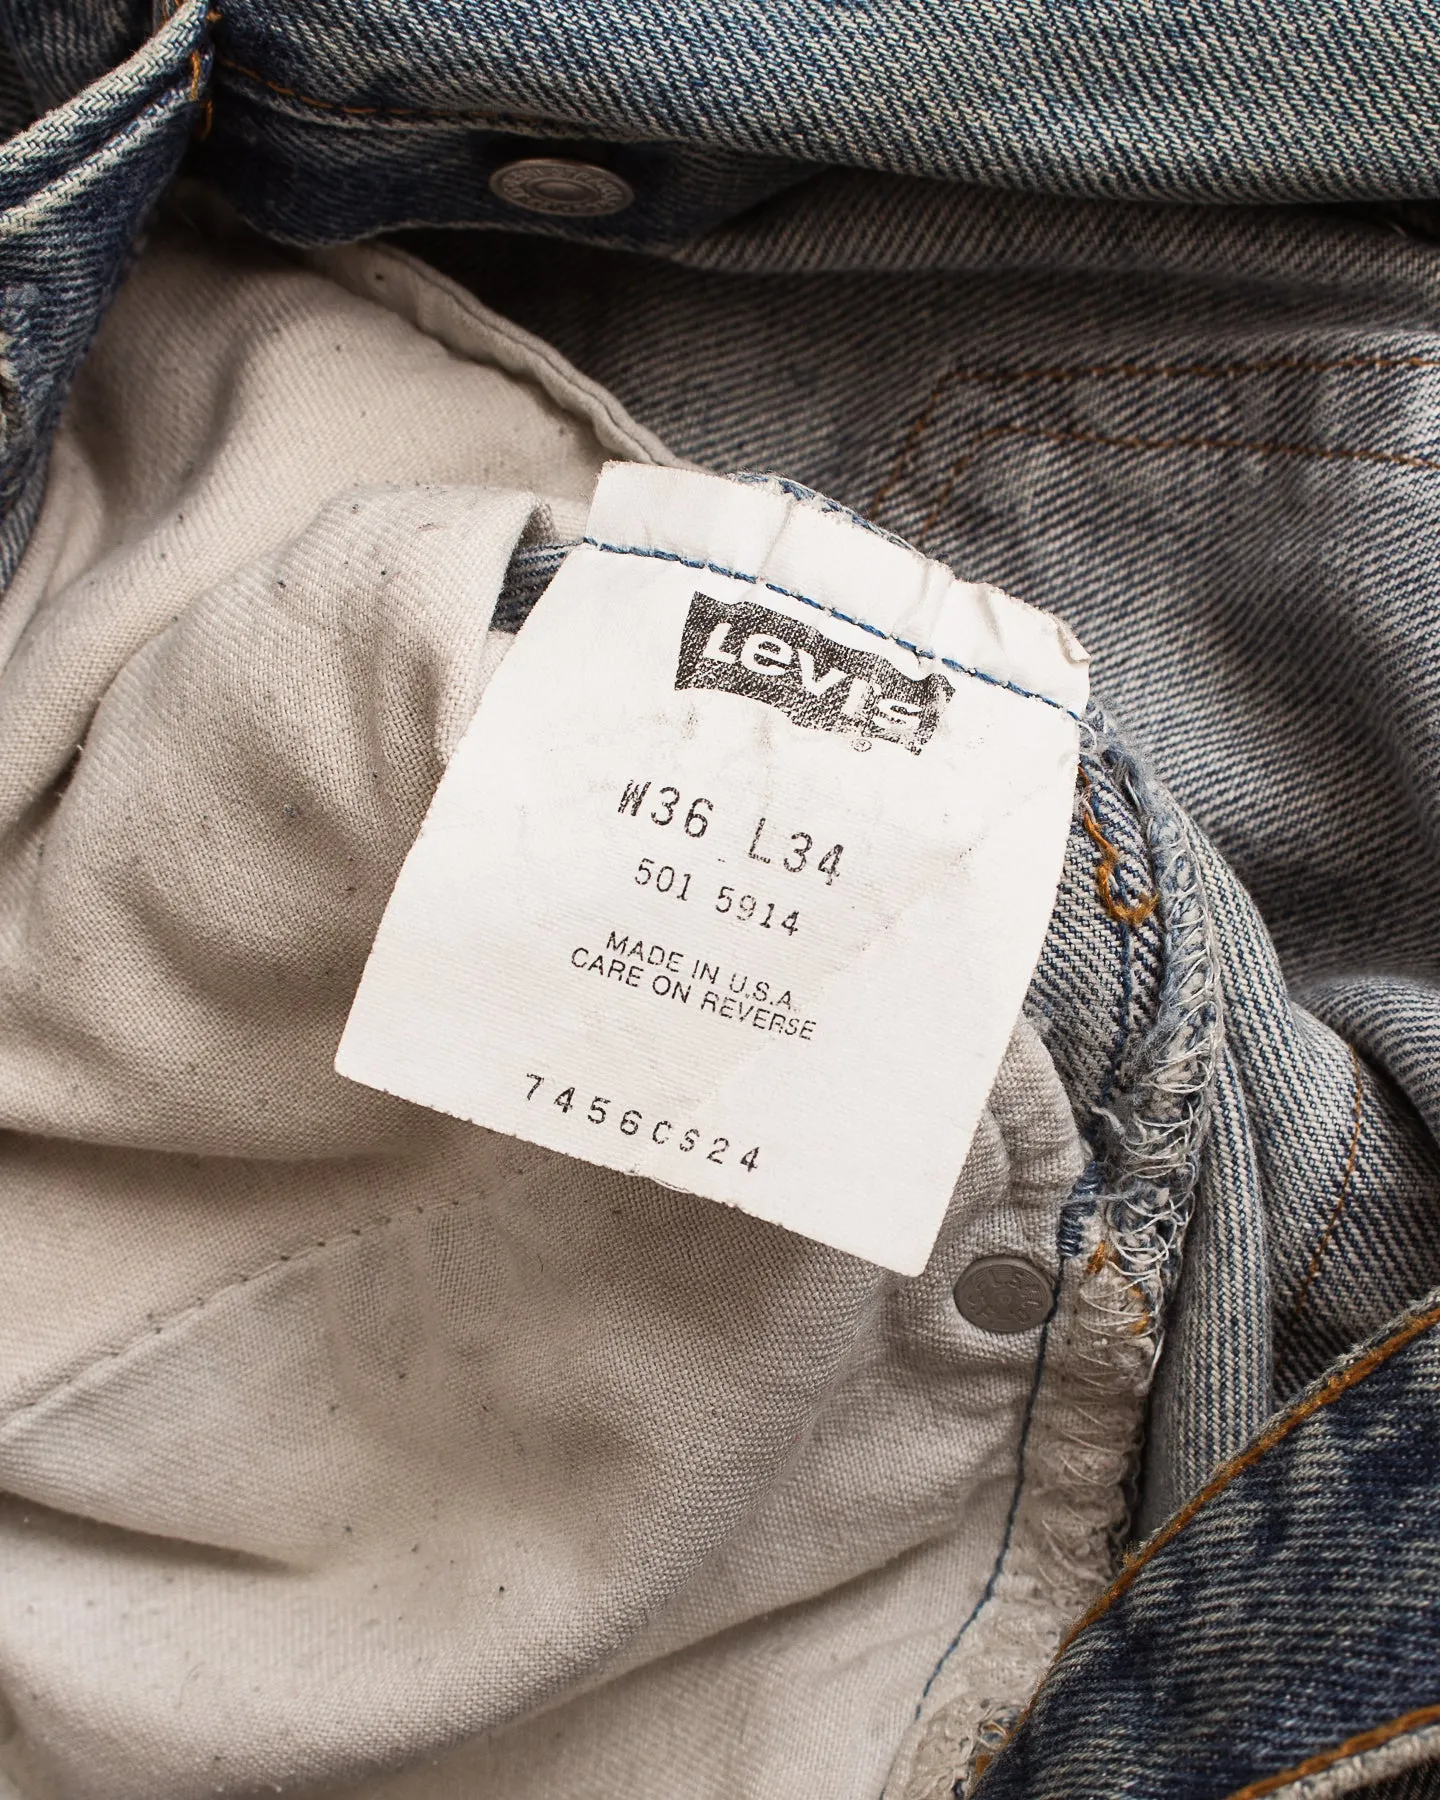 Levi's ®
W36 L34
501 5914
MADE IN U.S.A.
CARE ON REVERSE
7456CS24